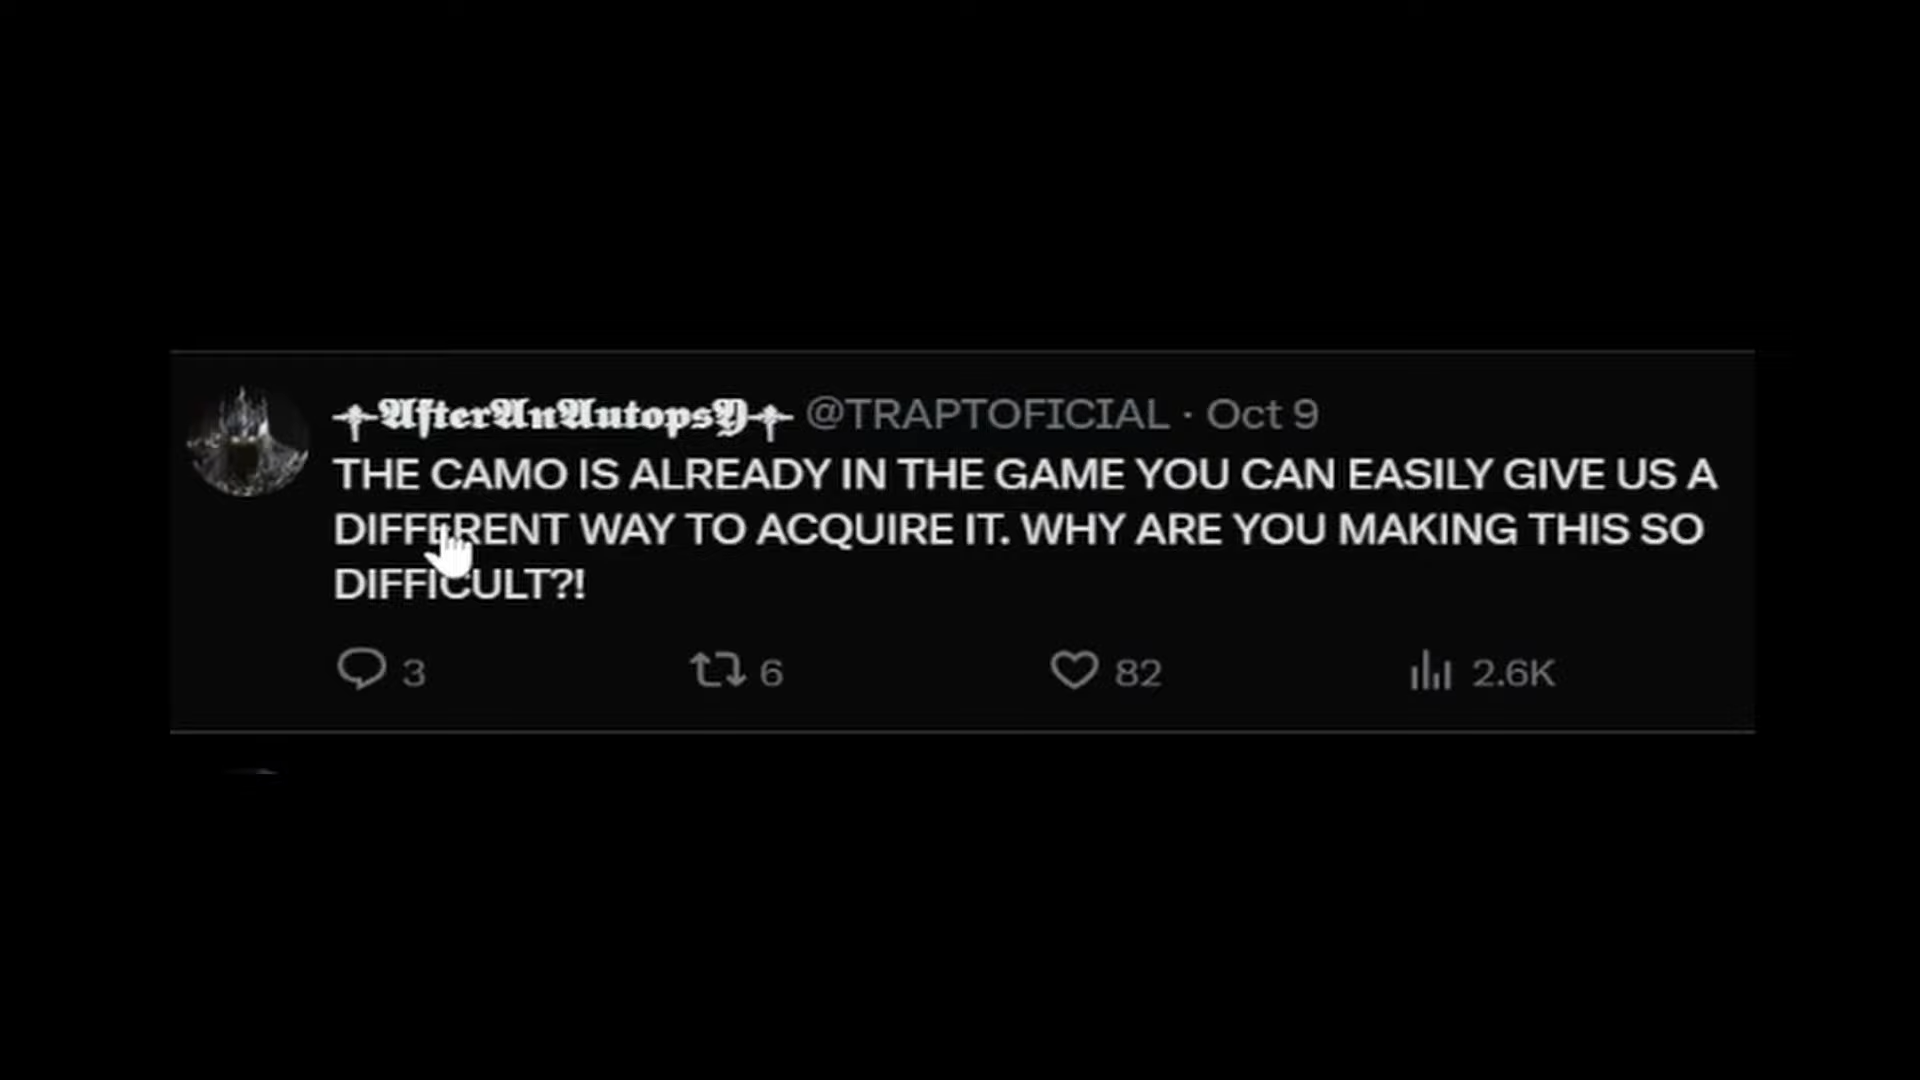 ⸸𝕬𝖋𝖙𝖊𝖗𝕬𝖓𝕬𝖚𝖙𝖔𝖕𝖘𝖄⸸ @TRAPTOFICIAL · Oct 9
THE CAMO IS ALREADY IN THE GAME YOU CAN EASILY GIVE US A
DIFFERENT WAY TO ACQUIRE IT. WHY ARE YOU MAKING THIS SO
DIFFICULT?!
3 6 82 2.6K